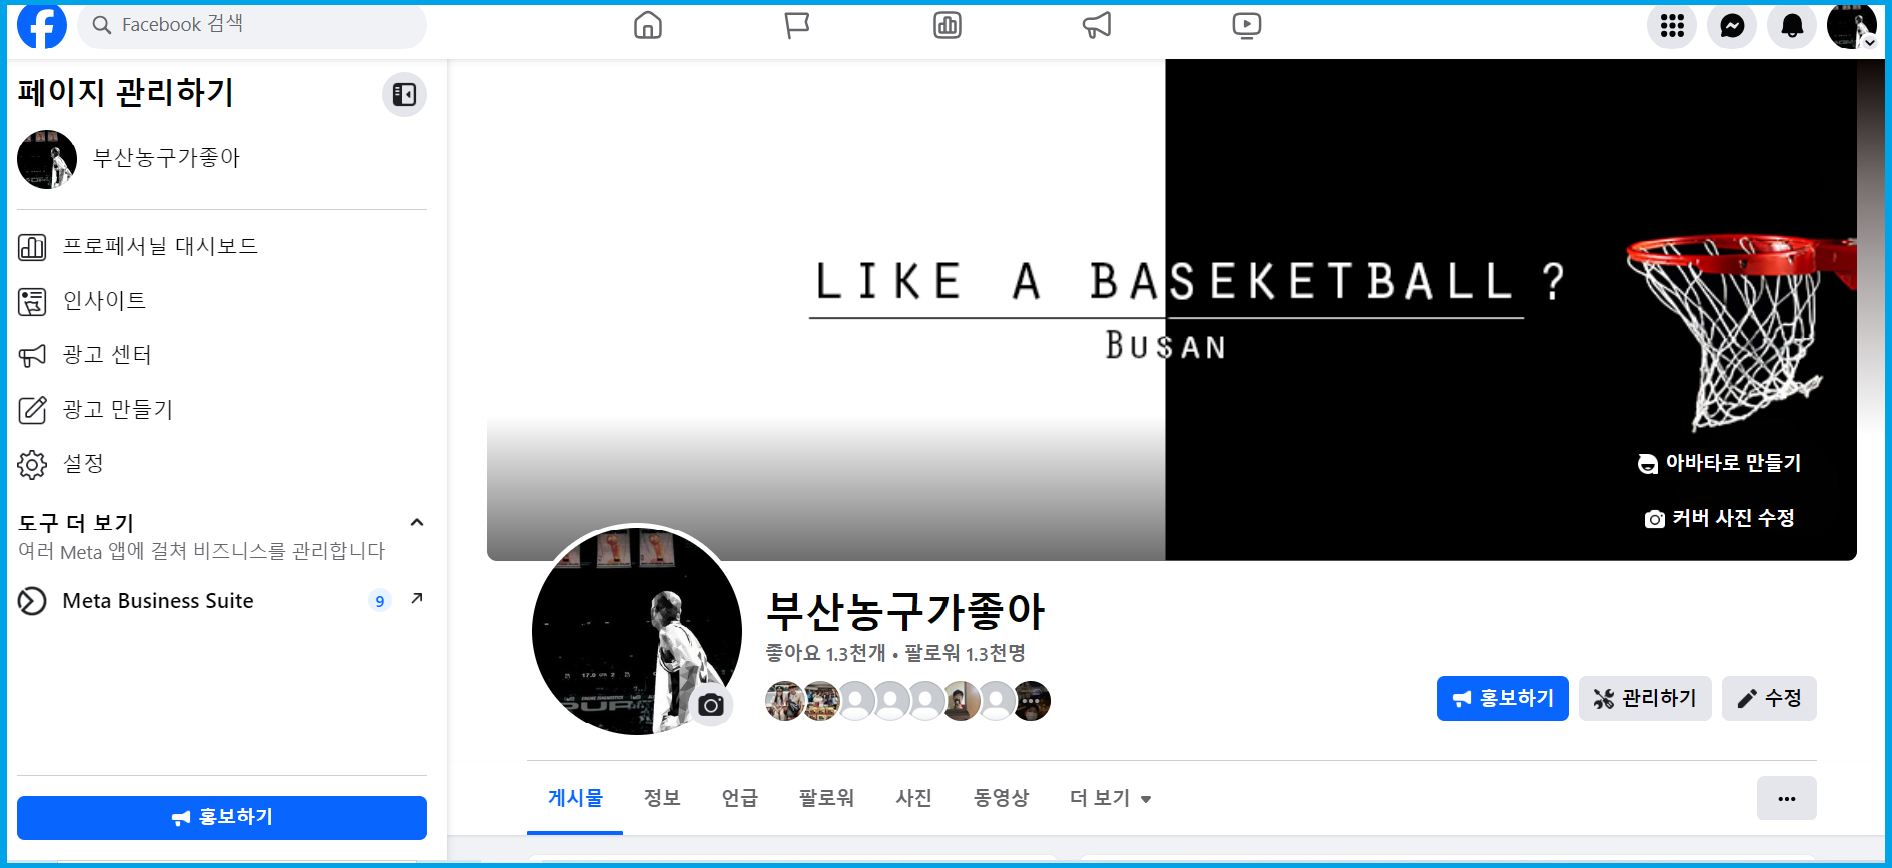 Facebook 검색
페이지 관리하기
부산농구가좋아
프로페셔널 대시보드
인사이트
광고 센터
광고 만들기
설정
도구 더 보기
여러 Meta 앱에 걸쳐 비즈니스를 관리합니다
Meta Business Suite 9
홍보하기
LIKE A BASEKETBALL ?
BUSAN
아바타로 만들기
커버 사진 수정
부산농구가좋아
좋아요 1.3천개 • 팔로워 1.3천명
홍보하기 관리하기 수정
게시물 정보 언급 팔로워 사진 동영상 더 보기